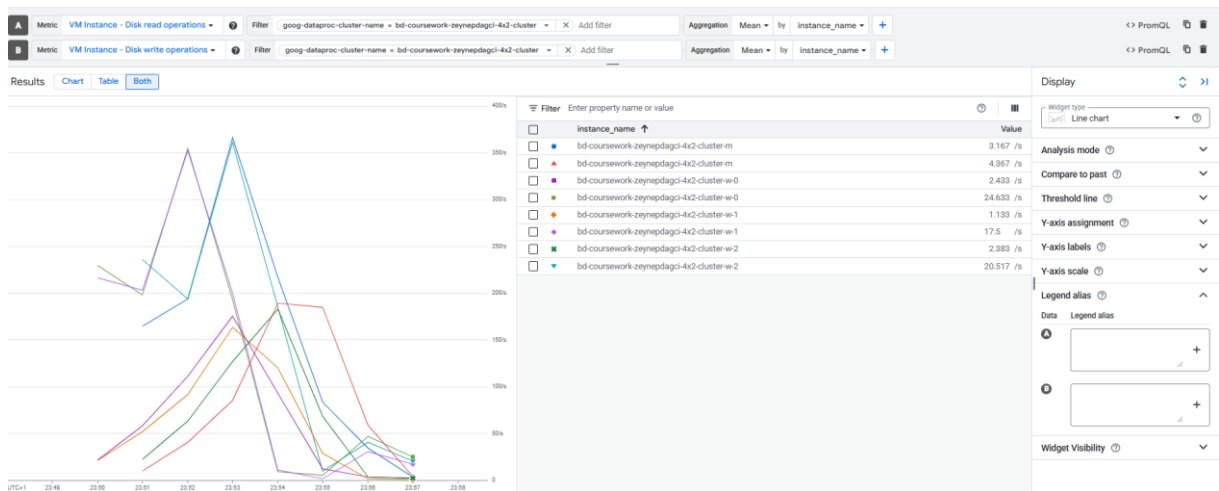 A Metric VM Instance - Disk read operations Filter goog-dataproc-cluster-name = bd-coursework-zeynepdagci-4x2-cluster Add filter Aggregation Mean by instance_name + <> PromQL
B Metric VM Instance - Disk write operations Filter goog-dataproc-cluster-name = bd-coursework-zeynepdagci-4x2-cluster Add filter Aggregation Mean by instance_name + <> PromQL
Results Chart Table Both
Display
400/s
350/s
300/s
250/s
200/s
150/s
100/s
50/s
0
UTC+1 23:49 23:50 23:51 23:52 23:53 23:54 23:55 23:56 23:57 23:58
Filter Enter property name or value
instance_name Value
bd-coursework-zeynepdagci-4x2-cluster-m 3.167 /s
bd-coursework-zeynepdagci-4x2-cluster-m 4.367 /s
bd-coursework-zeynepdagci-4x2-cluster-w-0 2.433 /s
bd-coursework-zeynepdagci-4x2-cluster-w-0 24.633 /s
bd-coursework-zeynepdagci-4x2-cluster-w-1 1.133 /s
bd-coursework-zeynepdagci-4x2-cluster-w-1 17.5 /s
bd-coursework-zeynepdagci-4x2-cluster-w-2 2.383 /s
bd-coursework-zeynepdagci-4x2-cluster-w-2 20.517 /s
Widget type
Line chart
Analysis mode
Compare to past
Threshold line
Y-axis assignment
Y-axis labels
Y-axis scale
Legend alias
Data Legend alias
A
B
Widget Visibility